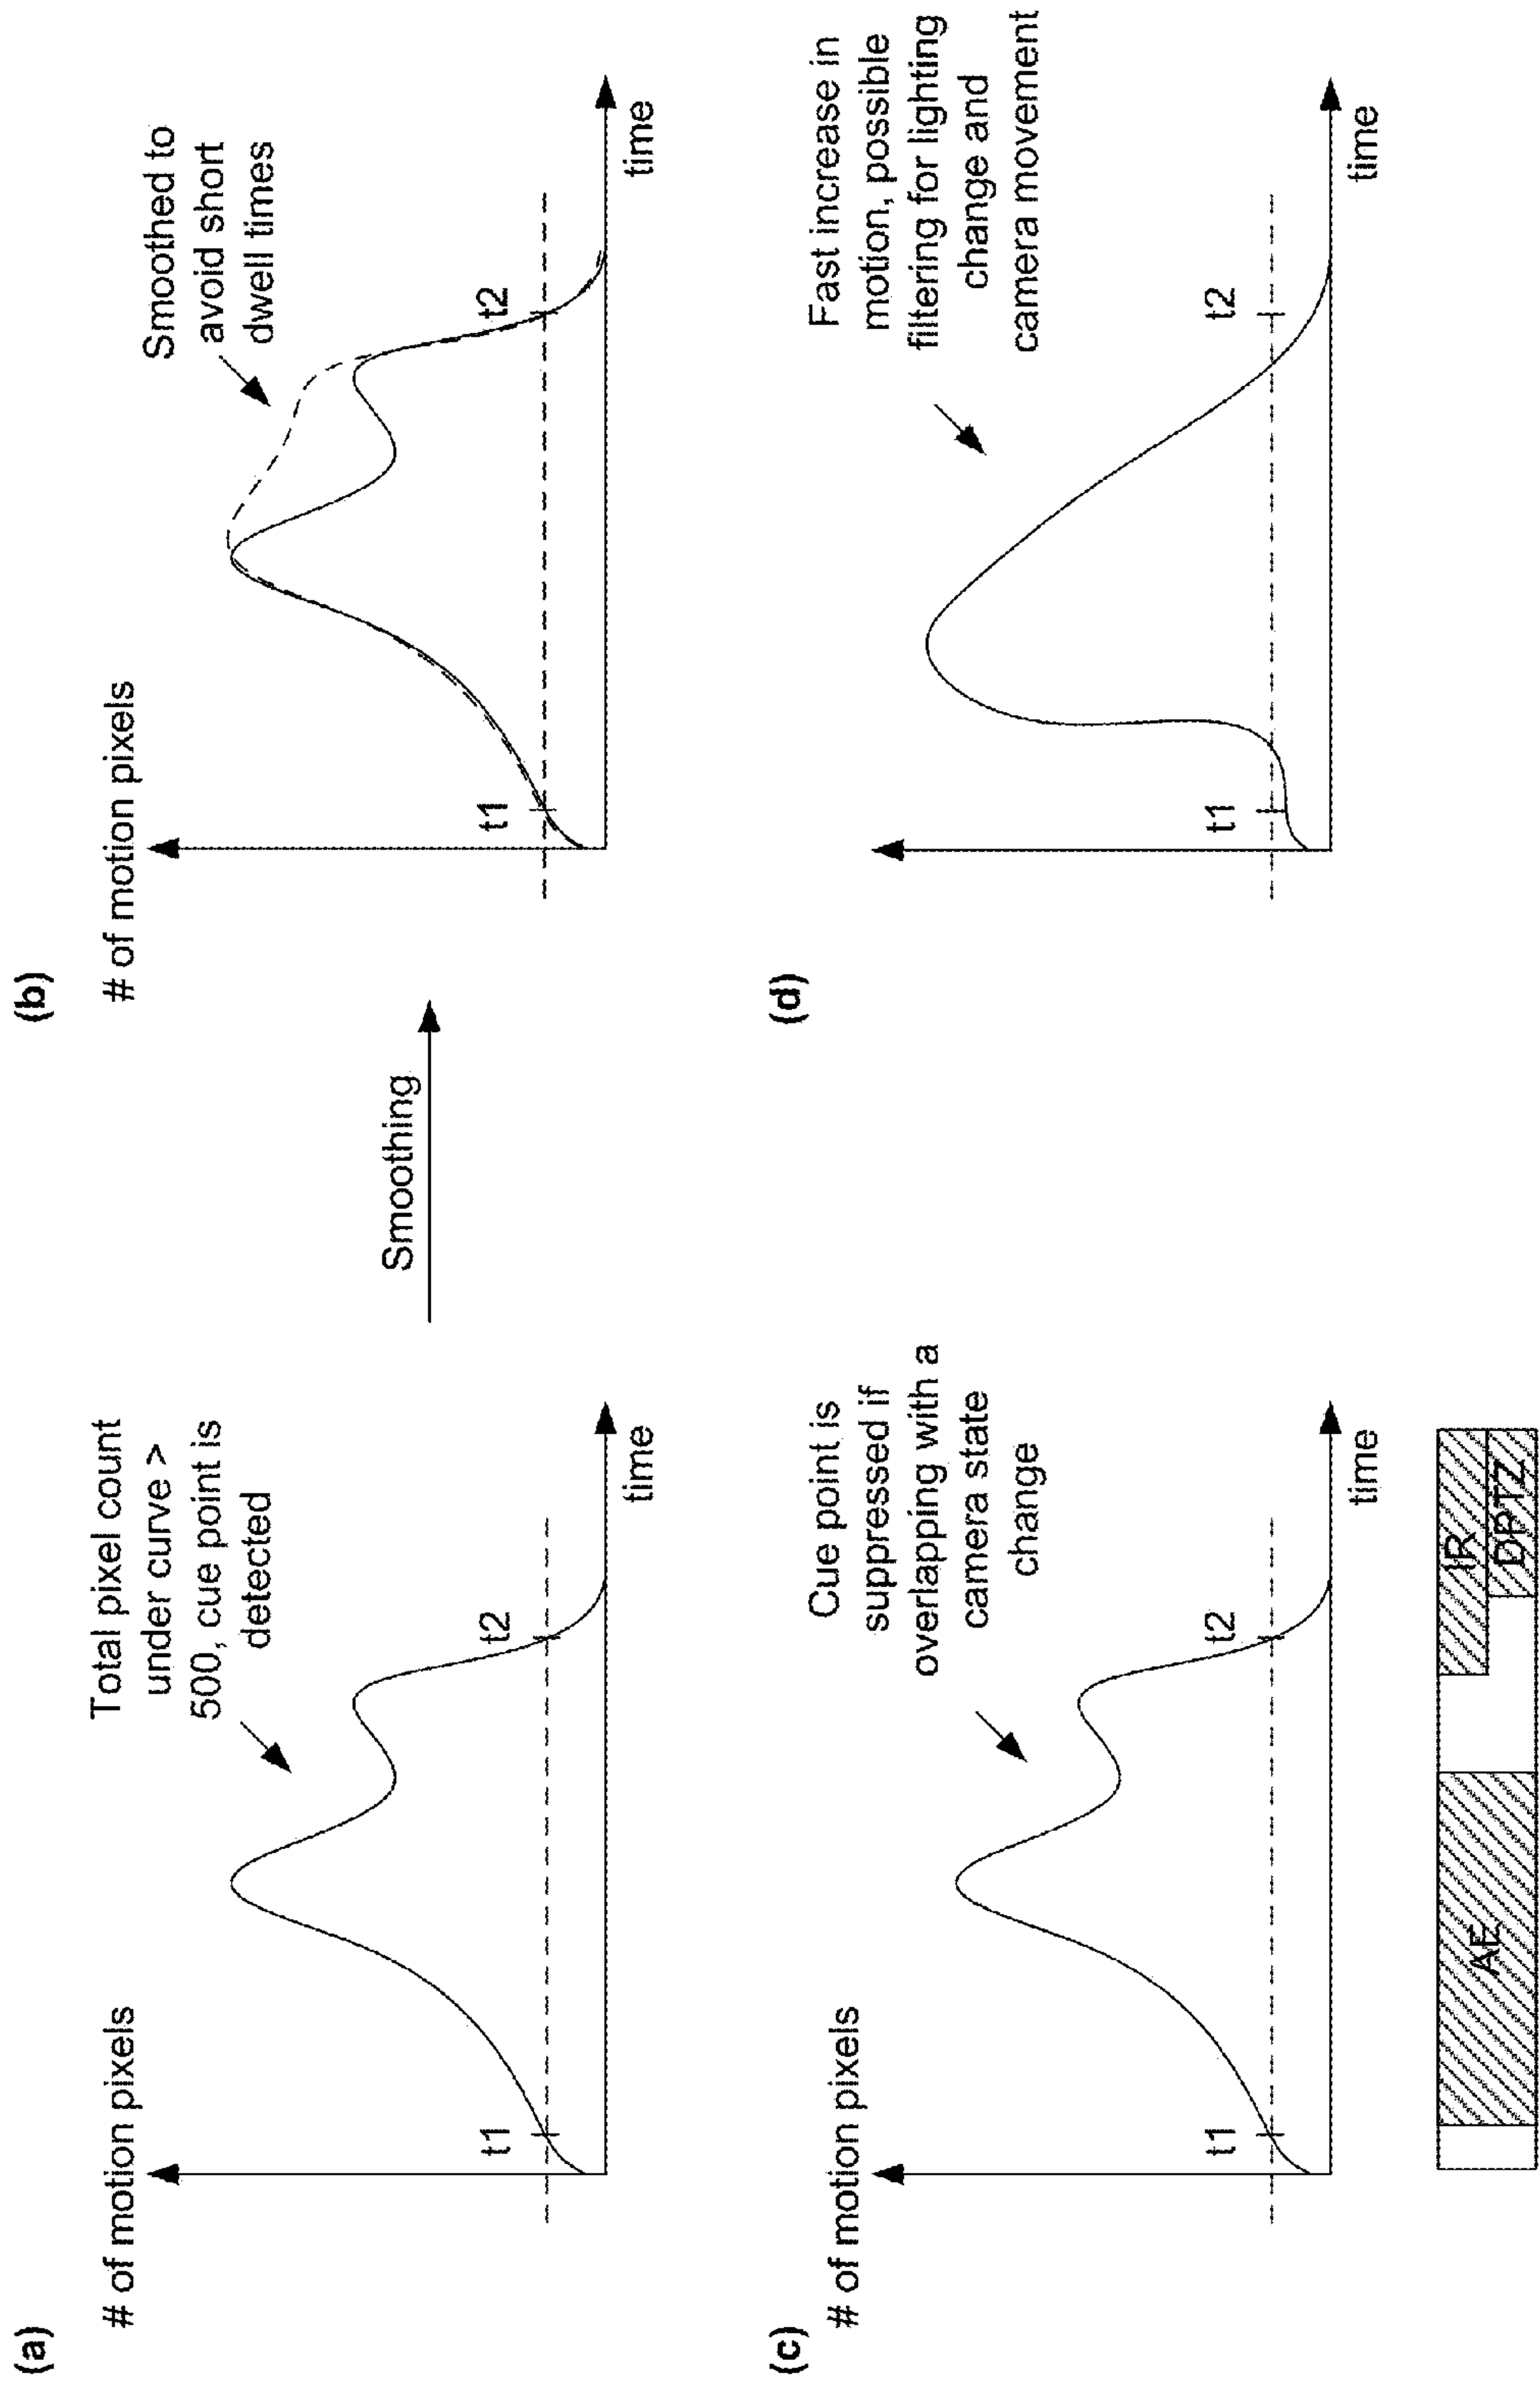 (a)
# of motion pixels
Total pixel count
under curve >
500, cue point is
detected
t1
t2
time
Smoothing
(b)
# of motion pixels
Smoothed to
avoid short
dwell times
t1
t2
time
(c)
# of motion pixels
Cue point is
suppressed if
overlapping with a
camera state
change
t1
t2
time
AE
IR
DPTZ
(d)
Fast increase in
motion, possible
filtering for lighting
change and
camera movement
t1
t2
time